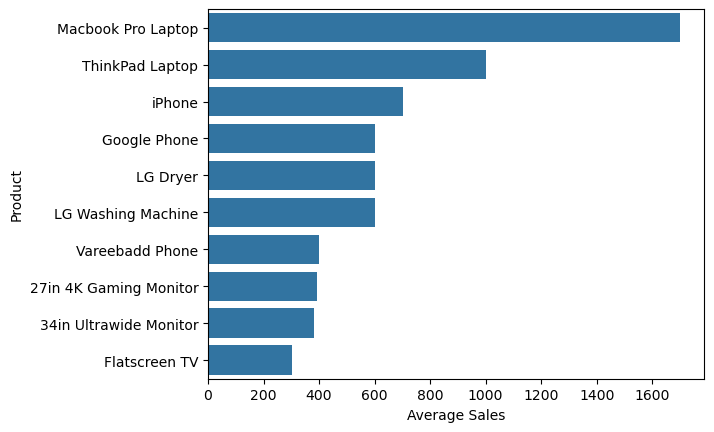 Macbook Pro Laptop
ThinkPad Laptop
iPhone
Google Phone
LG Dryer
LG Washing Machine
Vareebadd Phone
27in 4K Gaming Monitor
34in Ultrawide Monitor
Flatscreen TV
Product
0 200 400 600 800 1000 1200 1400 1600
Average Sales